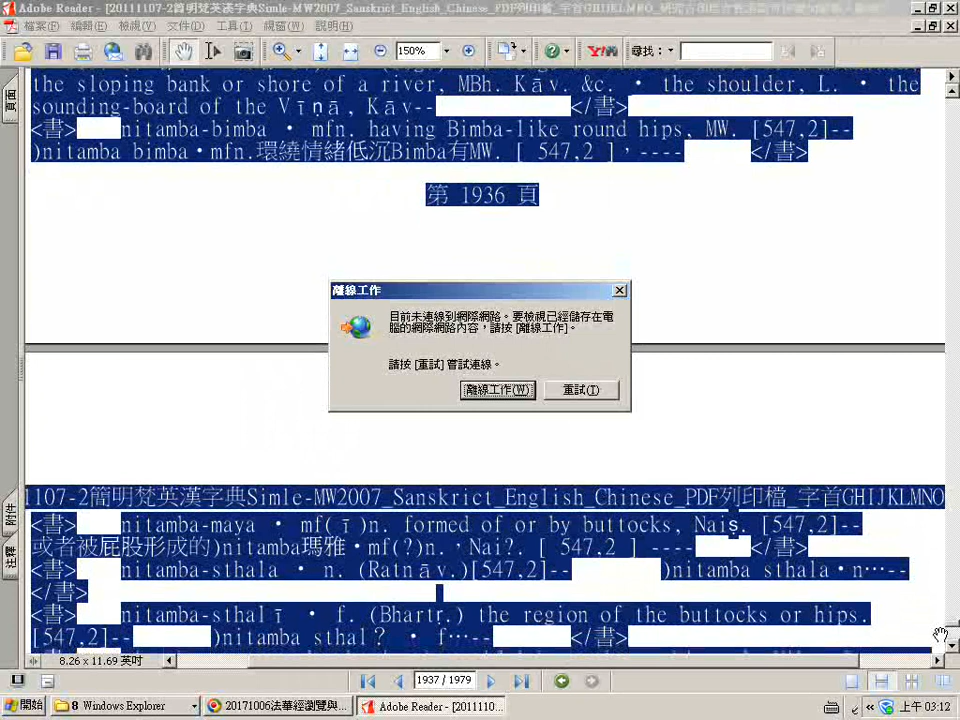 Adobe Reader - [20111107-2簡明梵英漢字典Simle-MW2007_Sanskrict_English_Chinese_PDF列印檔_字首GHIJKLMNO
檔案(F) 編輯(E) 檢視(V) 文件(D) 工具(T) 視窗(W) 說明(H)
150% 尋找:
頁面
the sloping bank or shore of a river, MBh. Kāv. &c. • the shoulder, L. • the
sounding-board of the Vīṇā, Kāv-- </書>
<書> nitamba-bimba • mfn. having Bimba-like round hips, MW. [547,2]--
)nitamba bimba•mfn.環繞情緒低沉Bimba有MW. [ 547,2 ],---- </書>
第 1936 頁
離線工作
目前未連線到網際網路。要檢視已經儲存在電
腦的網際網路內容，請按 [離線工作]。
請按 [重試] 嘗試連線。
離線工作(W) 重試(T)
1107-2簡明梵英漢字典Simle-MW2007_Sanskrict_English_Chinese_PDF列印檔_字首GHIJKLMNO
附件
<書> nitamba-maya • mf(ī)n. formed of or by buttocks, Naiṣ. [547,2]--
或者被屁股形成的)nitamba瑪雅•mf(?)n.，Nai?. [ 547,2 ] ---- </書>
注釋
<書> nitamba-sthala • n. (Ratnāv.)[547,2]-- )nitamba sthala•n…--
</書>
<書> nitamba-sthalī • f. (Bhartṛ.) the region of the buttocks or hips.
[547,2]-- )nitamba sthal? • f…-- </書>
8.26 x 11.69 英吋
1937 / 1979
開始 8 Windows Explorer 20171006法華經瀏覽與... Adobe Reader - [2011110... 上午 03:12